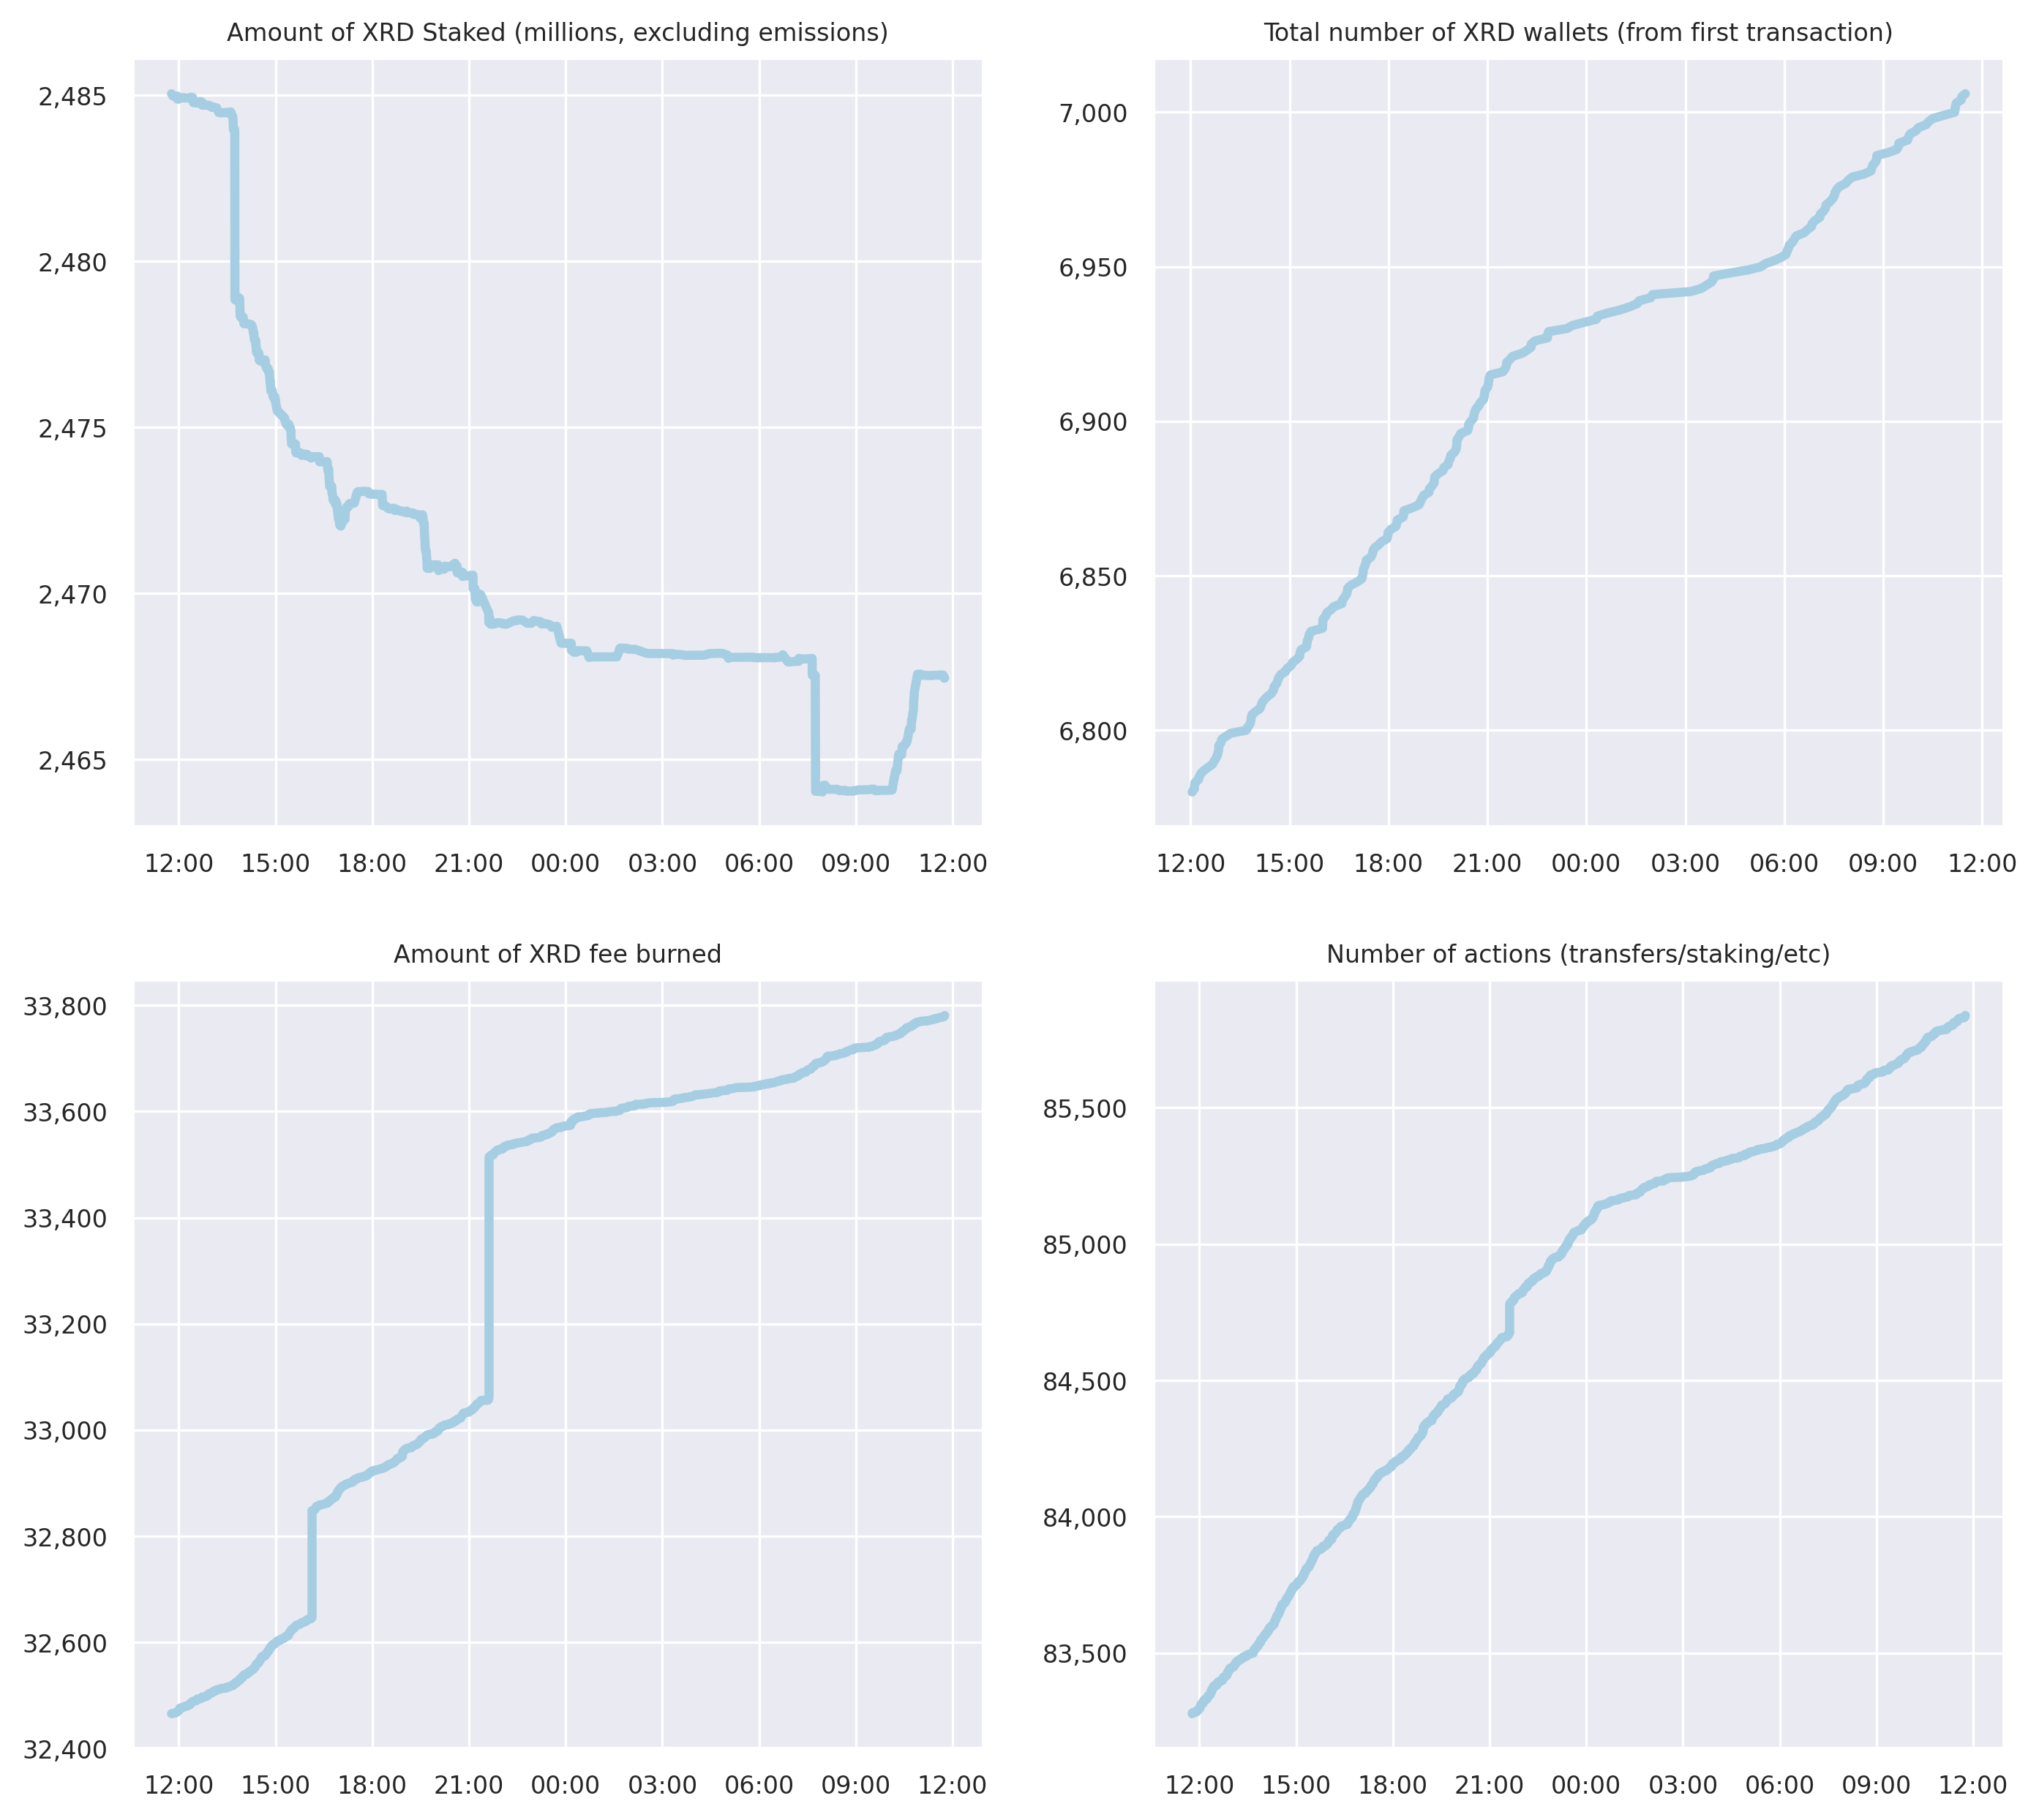 Amount of XRD Staked (millions, excluding emissions)
2,485
2,480
2,475
2,470
2,465
12:00 15:00 18:00 21:00 00:00 03:00 06:00 09:00 12:00
Total number of XRD wallets (from first transaction)
7,000
6,950
6,900
6,850
6,800
12:00 15:00 18:00 21:00 00:00 03:00 06:00 09:00 12:00
Amount of XRD fee burned
33,800
33,600
33,400
33,200
33,000
32,800
32,600
32,400
12:00 15:00 18:00 21:00 00:00 03:00 06:00 09:00 12:00
Number of actions (transfers/staking/etc)
85,500
85,000
84,500
84,000
83,500
12:00 15:00 18:00 21:00 00:00 03:00 06:00 09:00 12:00